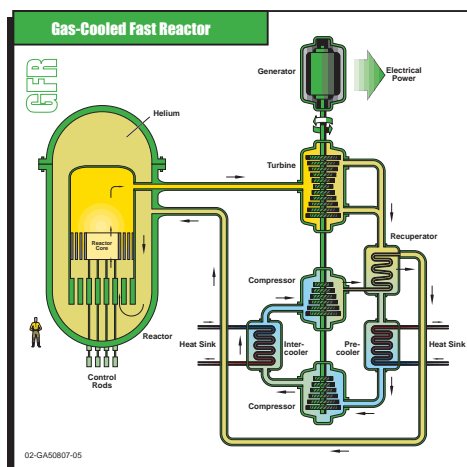 Gas-Cooled Fast Reactor
GFR
Generator
Electrical
Power
Helium
Turbine
Reactor
Core
Recuperator
Compressor
Heat Sink
Inter-
cooler
Pre-
cooler
Heat Sink
Reactor
Control
Rods
Compressor
02-GA50807-05